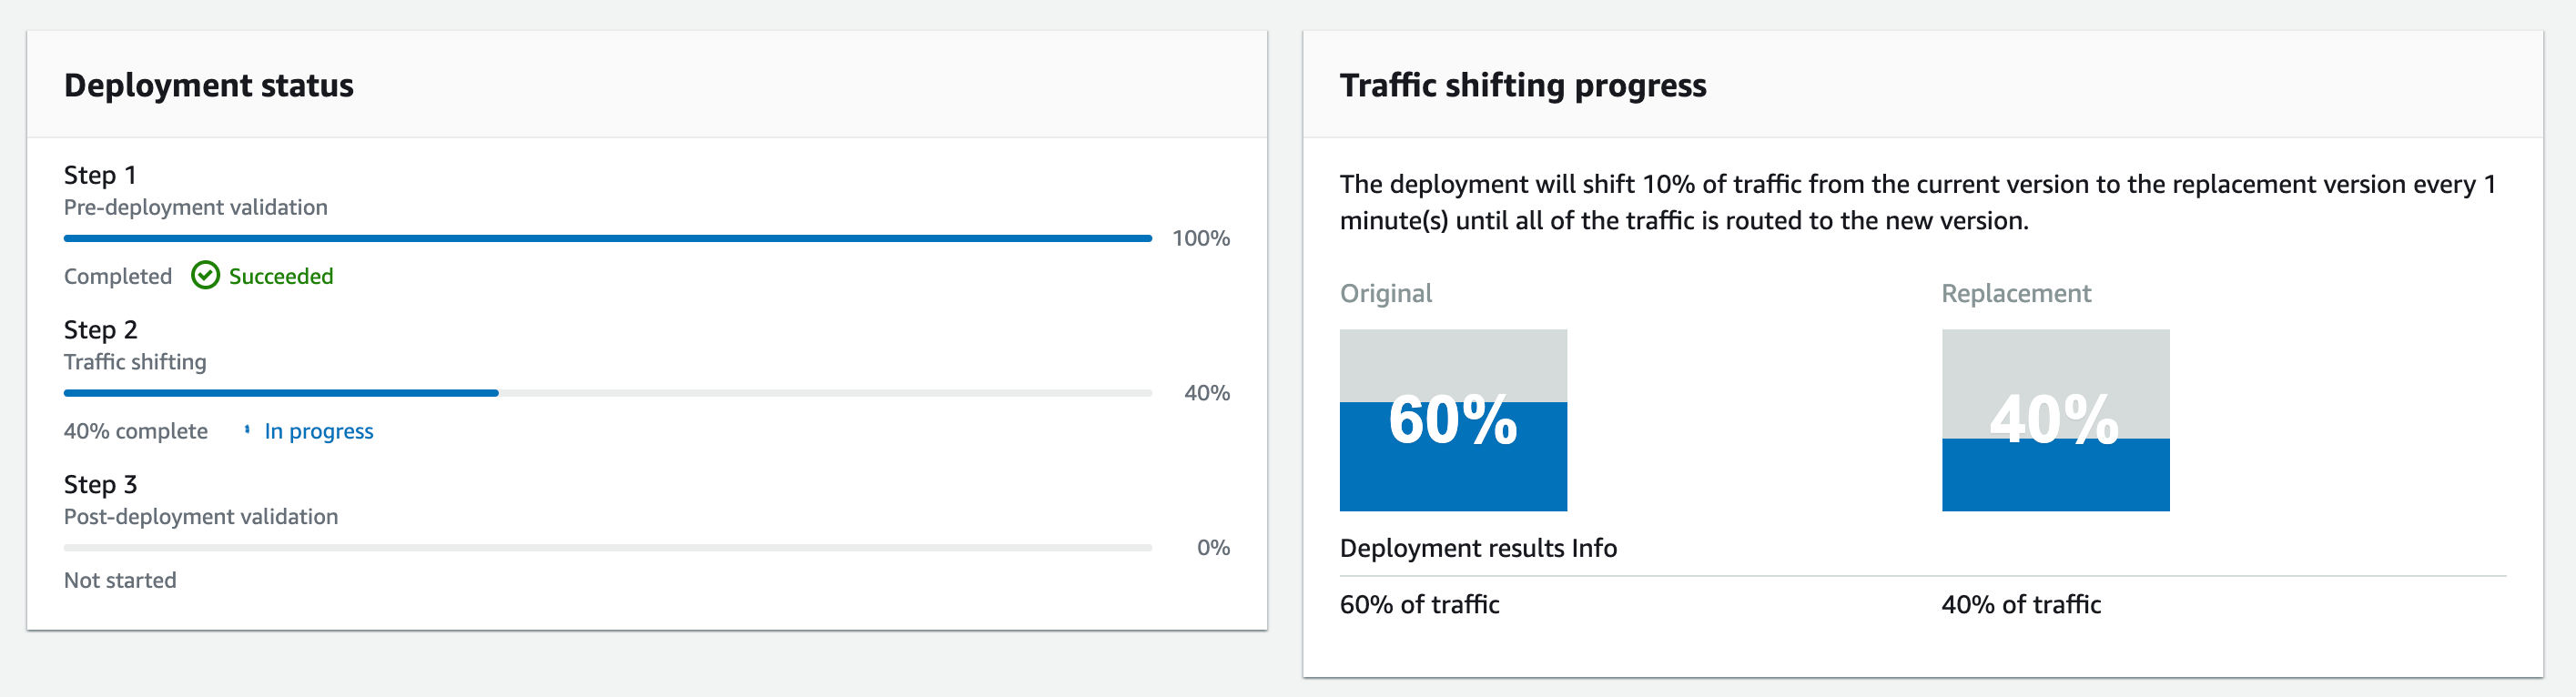 Deployment status
Step 1
Pre-deployment validation
100%
Completed Succeeded
Step 2
Traffic shifting
40%
40% complete In progress
Step 3
Post-deployment validation
0%
Not started
Traffic shifting progress
The deployment will shift 10% of traffic from the current version to the replacement version every 1
minute(s) until all of the traffic is routed to the new version.
Original Replacement
60% 40%
Deployment results Info
60% of traffic 40% of traffic